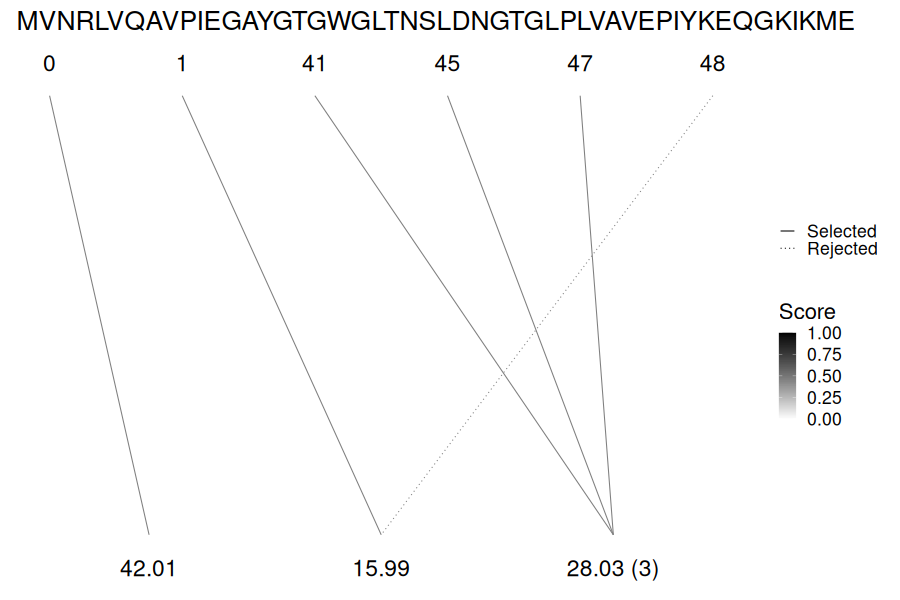 MVNRLVQAVPIEGAYGTGWGLTNSLDNGTGLPLVAVEPIYKEQGKIKME
0 1 41 45 47 48
Selected
Rejected
Score
1.00
0.75
0.50
0.25
0.00
42.01 15.99 28.03 (3)